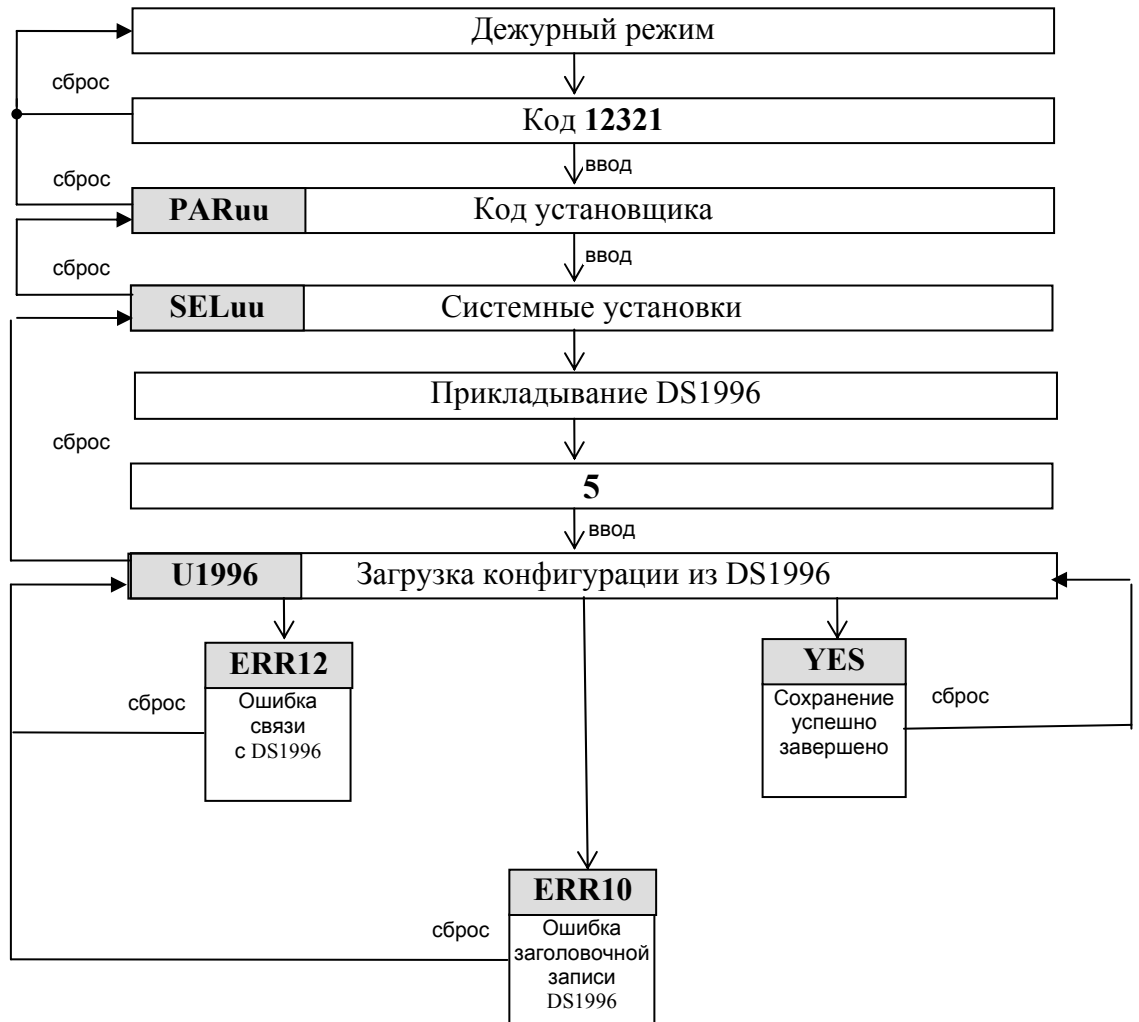 Дежурный режим
сброс
Код 12321
ввод
сброс
PARuu Код установщика
ввод
сброс
SELuu Системные установки
Прикладывание DS1996
сброс
5
ввод
U1996 Загрузка конфигурации из DS1996
ERR12
Ошибка
связи
с DS1996
сброс
YES
Сохранение
успешно
завершено
сброс
ERR10
Ошибка
заголовочной
записи
DS1996
сброс